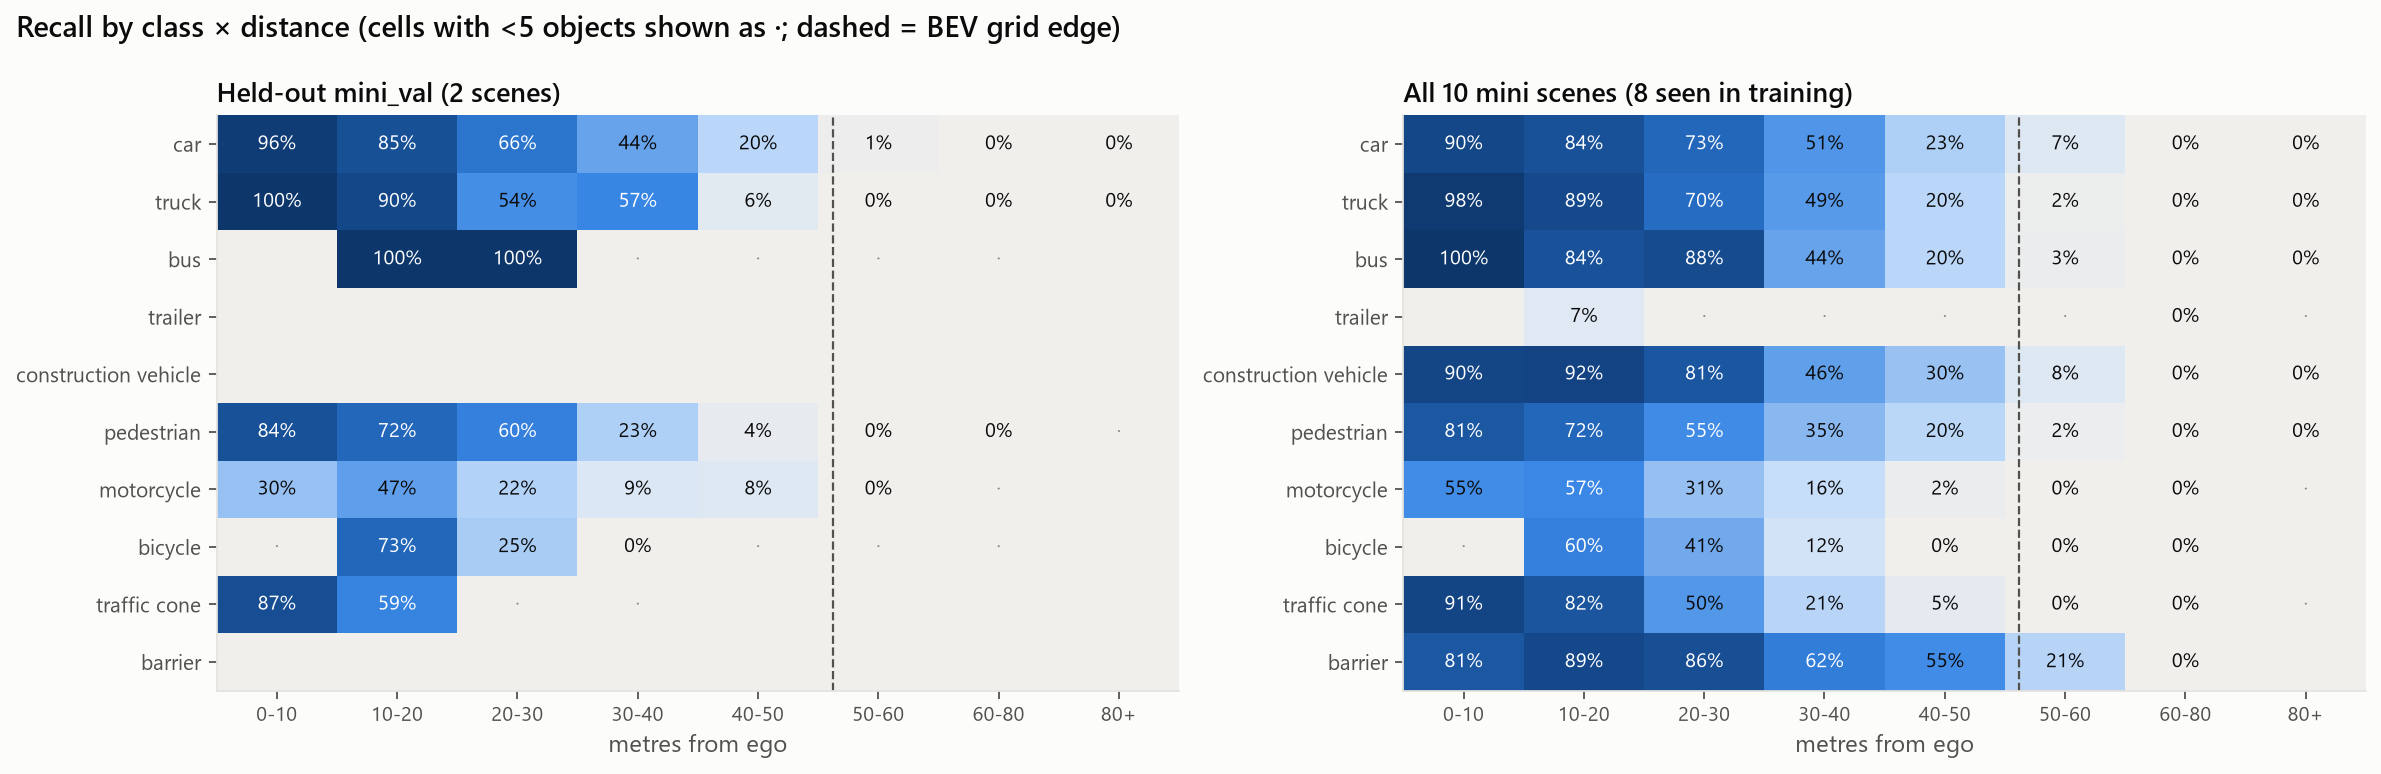 Recall by class × distance (cells with <5 objects shown as ·; dashed = BEV grid edge)
Held-out mini_val (2 scenes)
car 96% 85% 66% 44% 20% 1% 0% 0%
truck 100% 90% 54% 57% 6% 0% 0% 0%
bus 100% 100% · · · ·
trailer
construction vehicle
pedestrian 84% 72% 60% 23% 4% 0% 0% ·
motorcycle 30% 47% 22% 9% 8% 0% ·
bicycle · 73% 25% 0% · · ·
traffic cone 87% 59% · ·
barrier
0-10 10-20 20-30 30-40 40-50 50-60 60-80 80+
metres from ego
All 10 mini scenes (8 seen in training)
car 90% 84% 73% 51% 23% 7% 0% 0%
truck 98% 89% 70% 49% 20% 2% 0% 0%
bus 100% 84% 88% 44% 20% 3% 0% 0%
trailer 7% · · · · 0% ·
construction vehicle 90% 92% 81% 46% 30% 8% 0% 0%
pedestrian 81% 72% 55% 35% 20% 2% 0% 0%
motorcycle 55% 57% 31% 16% 2% 0% 0% ·
bicycle · 60% 41% 12% 0% 0% 0%
traffic cone 91% 82% 50% 21% 5% 0% 0% ·
barrier 81% 89% 86% 62% 55% 21% 0%
0-10 10-20 20-30 30-40 40-50 50-60 60-80 80+
metres from ego